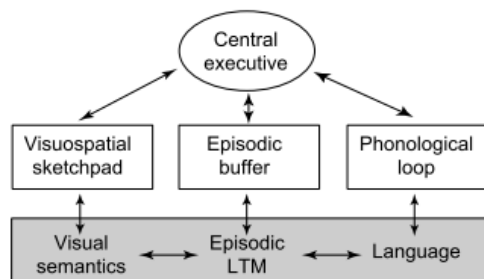 Central
executive
Visuospatial
sketchpad
Episodic
buffer
Phonological
loop
Visual
semantics
Episodic
LTM
Language